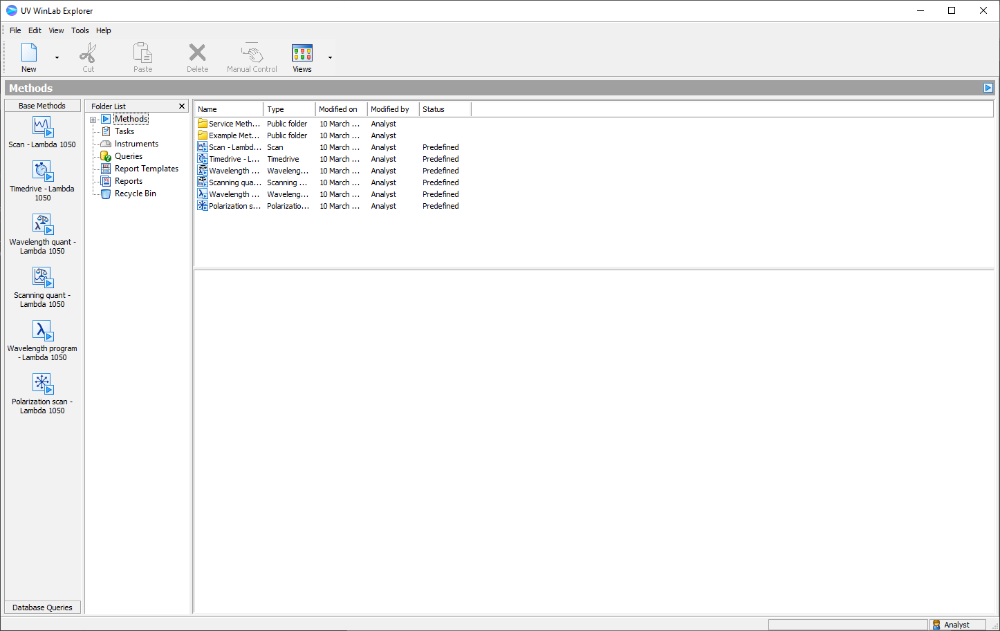 UV WinLab Explorer
File Edit View Tools Help
New Cut Paste Delete Manual Control Views
Methods
Base Methods
Scan - Lambda 1050
Timedrive - Lambda
1050
Wavelength quant -
Lambda 1050
Scanning quant -
Lambda 1050
Wavelength program
- Lambda 1050
Polarization scan -
Lambda 1050
Database Queries
Folder List
Methods
Tasks
Instruments
Queries
Report Templates
Reports
Recycle Bin
Name Type Modified on Modified by Status
Service Meth... Public folder 10 March ... Analyst
Example Met... Public folder 10 March ... Analyst
Scan - Lambd... Scan 10 March ... Analyst Predefined
Timedrive - L... Timedrive 10 March ... Analyst Predefined
Wavelength ... Waveleng... 10 March ... Analyst Predefined
Scanning qua... Scanning ... 10 March ... Analyst Predefined
Wavelength ... Waveleng... 10 March ... Analyst Predefined
Polarization s... Polarizatio... 10 March ... Analyst Predefined
Analyst